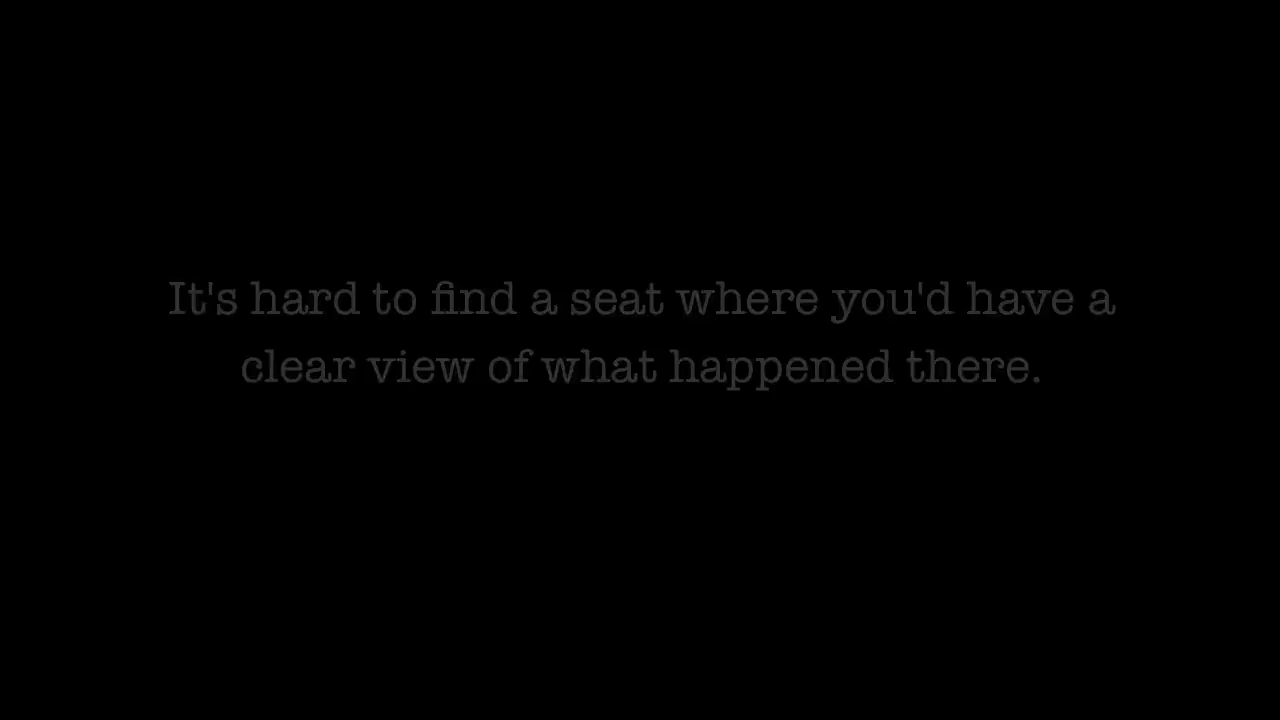 It's hard to find a seat where you'd have a
clear view of what happened there.